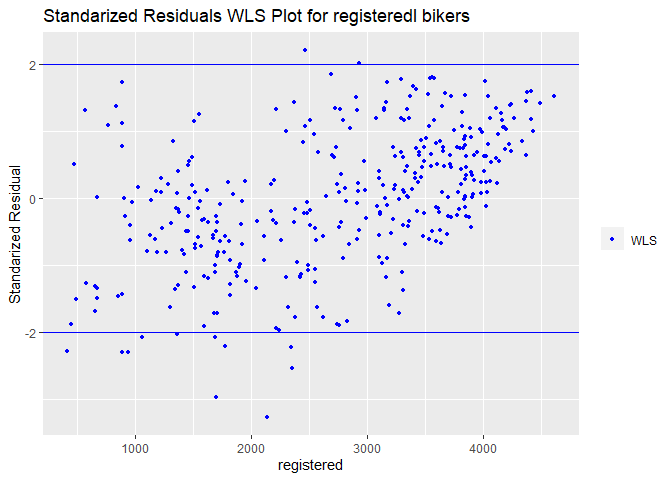 Standarized Residuals WLS Plot for registeredl bikers
Standarized Residual
2
0
-2
1000 2000 3000 4000
registered
WLS